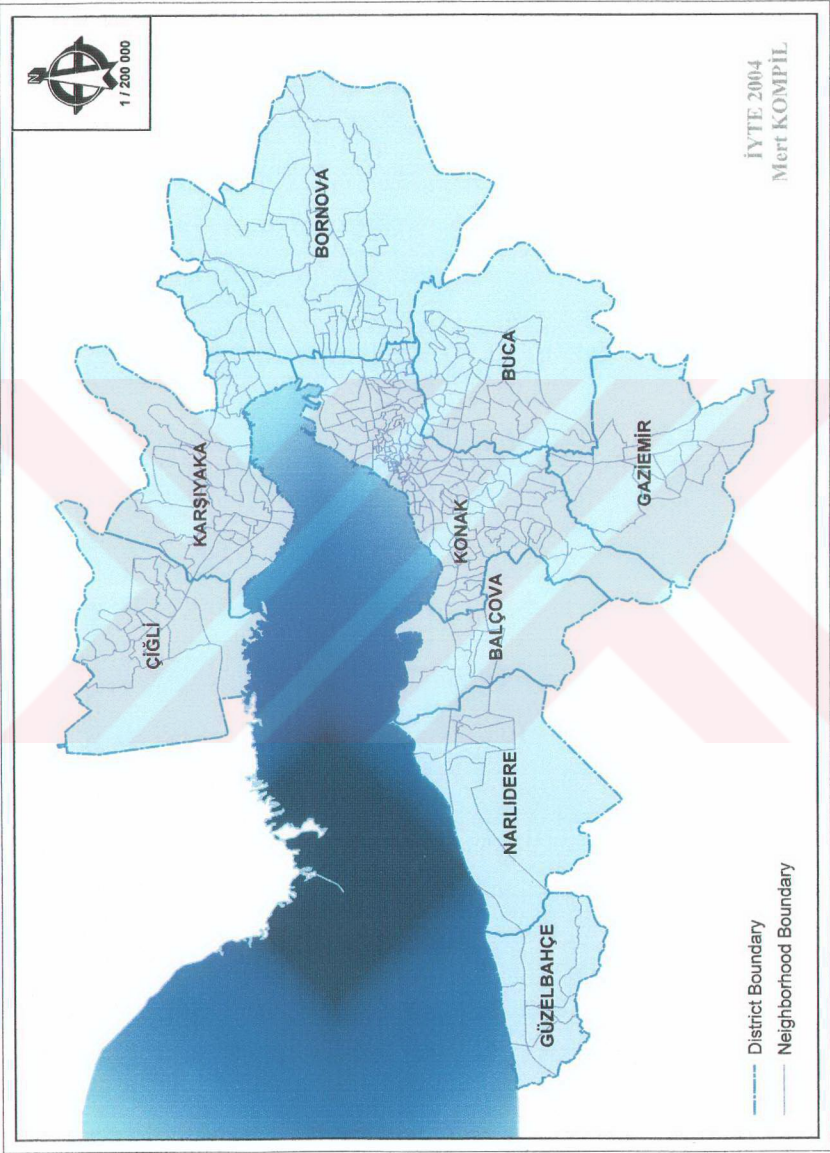 N
1 / 200 000
BORNOVA
KARŞIYAKA
ÇİĞLİ
BUCA
KONAK
GAZİEMİR
BALÇOVA
NARLIDERE
GÜZELBAHÇE
District Boundary
Neighborhood Boundary
İYTE 2004
Mert KOMPİL